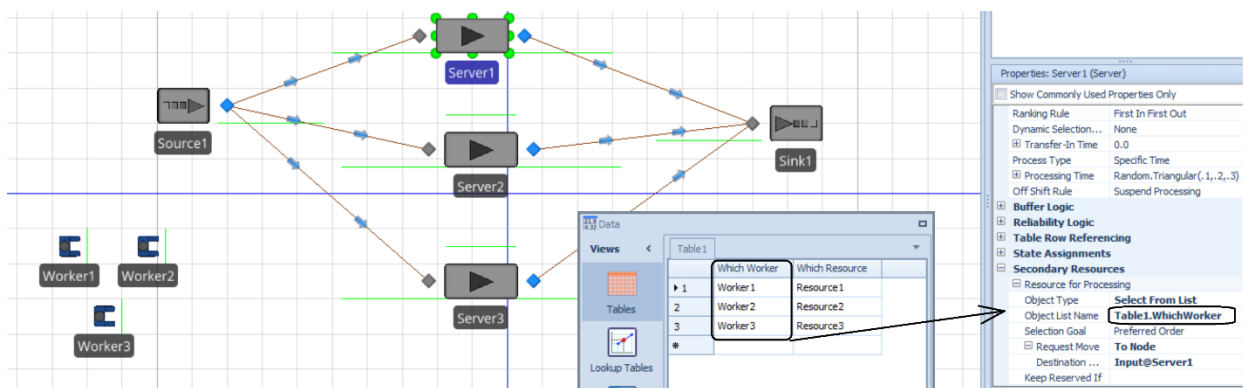 Server1
Source1
Server2
Sink1
Worker1
Worker2
Worker3
Server3
Data
Views <
Table1
Which Worker Which Resource
1 Worker1 Resource1
2 Worker2 Resource2
3 Worker3 Resource3
*
Tables
Lookup Tables
Properties: Server1 (Server)
Show Commonly Used Properties Only
Ranking Rule First In First Out
Dynamic Selection... None
Transfer-In Time 0.0
Process Type Specific Time
Processing Time Random.Triangular(.1,.2,.3)
Off Shift Rule Suspend Processing
Buffer Logic
Reliability Logic
Table Row Referencing
State Assignments
Secondary Resources
Resource for Processing
Object Type Select From List
Object List Name Table1.WhichWorker
Selection Goal Preferred Order
Request Move To Node
Destination ... Input@Server1
Keep Reserved If